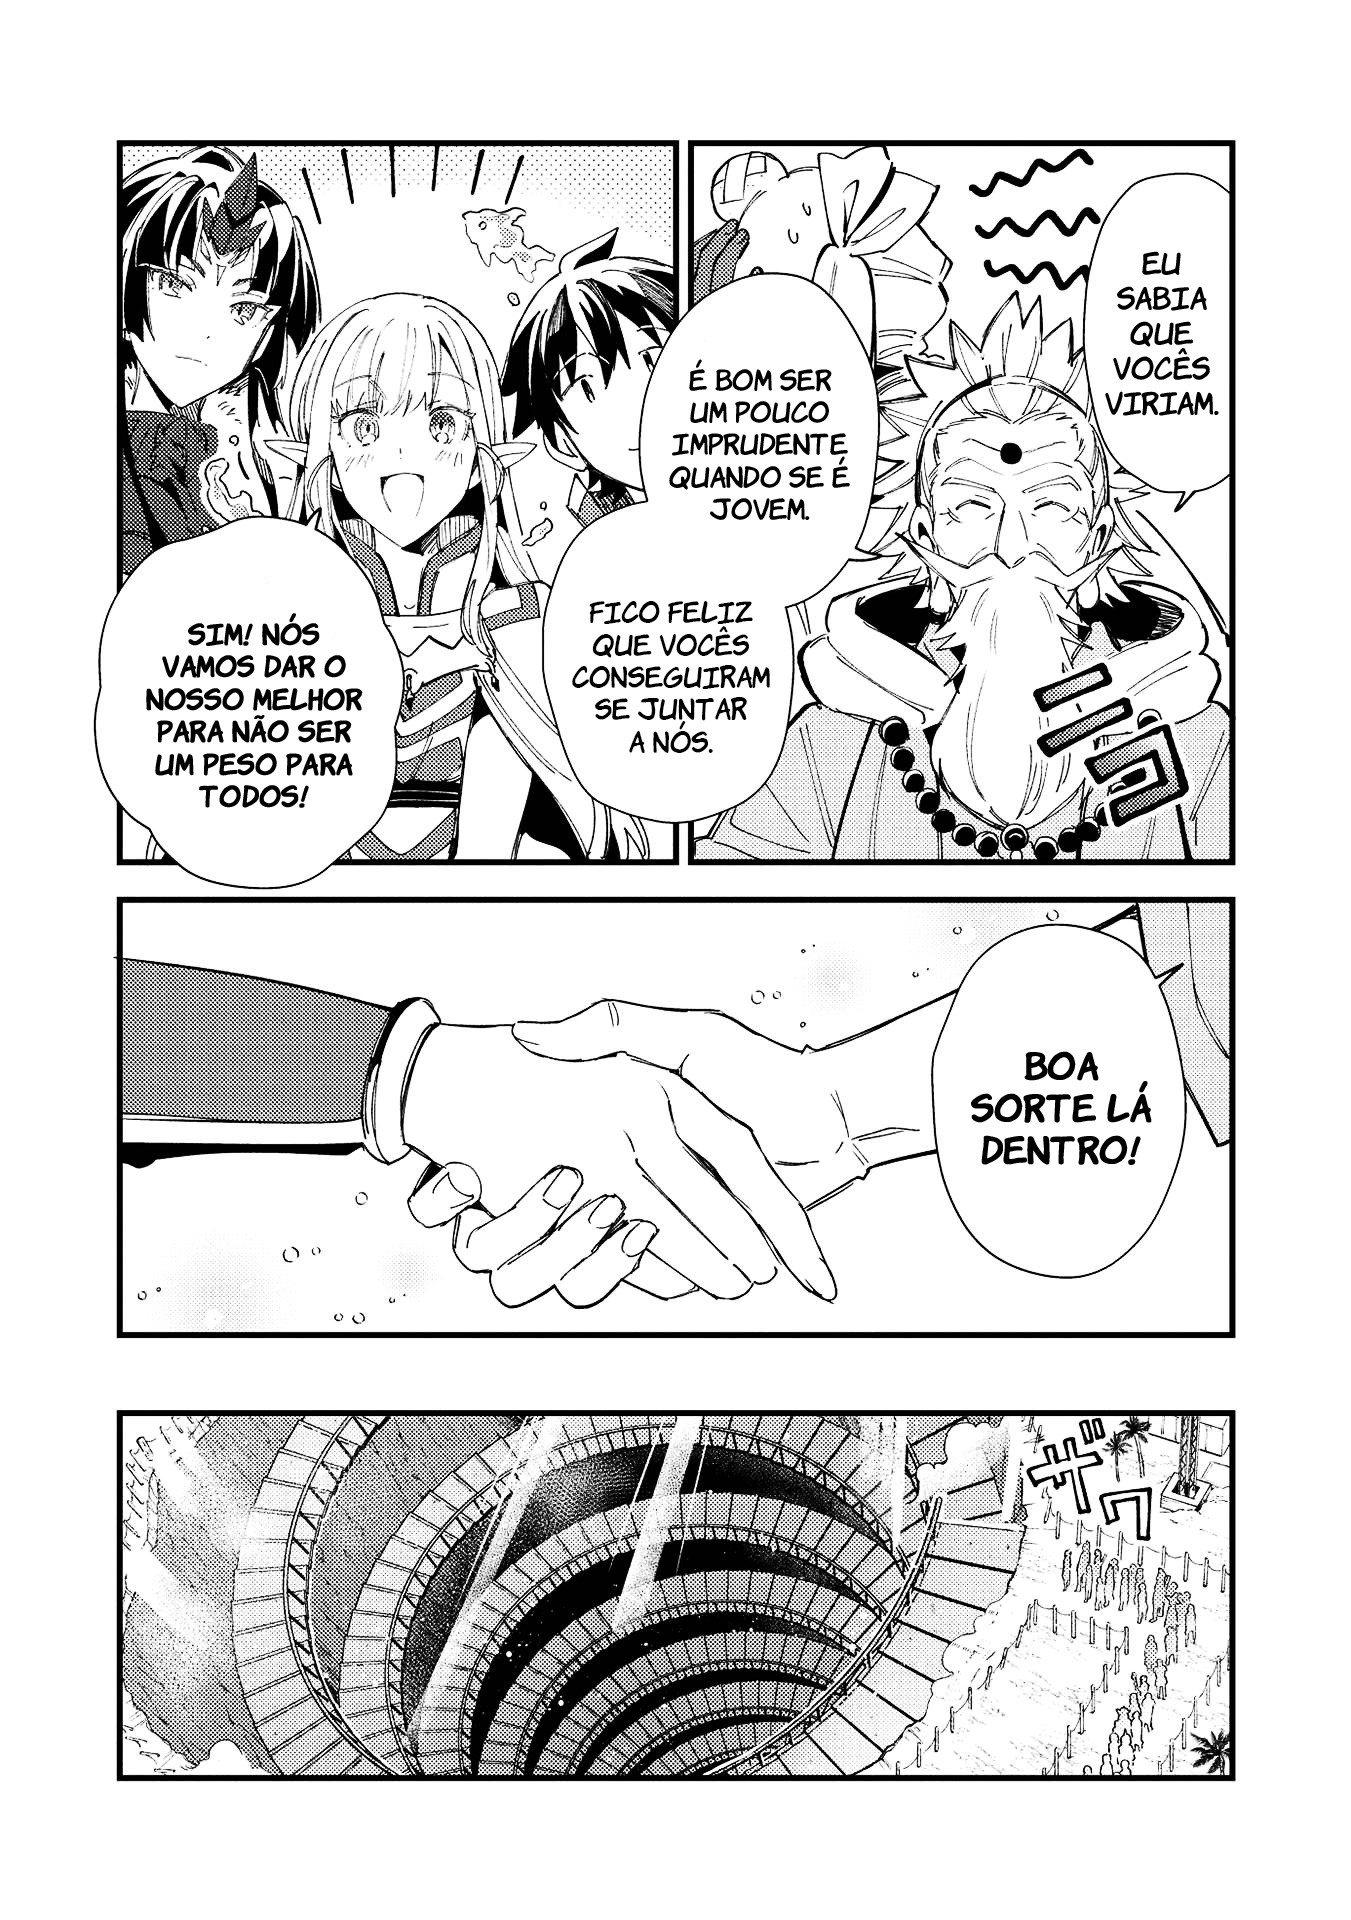 EU
SABIA
QUE
VOCÊS
VIRIAM.
É BOM SER
UM POUCO
IMPRUDENTE
QUANDO SE É
JOVEM.
FICO FELIZ
QUE VOCÊS
CONSEGUIRAM
SE JUNTAR
A NÓS.
ニコ
SIM! NÓS
VAMOS DAR O
NOSSO MELHOR
PARA NÃO SER
UM PESO PARA
TODOS!
BOA
SORTE LÁ
DENTRO!
ザワ
ザワ